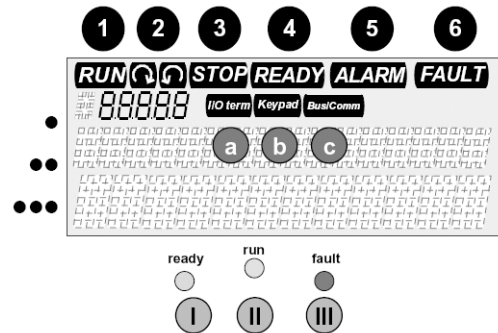 1 2 3 4 5 6
RUN STOP READY ALARM FAULT
88888 I/O term Keypad Bus/Comm
a b c
ready run fault
I II III